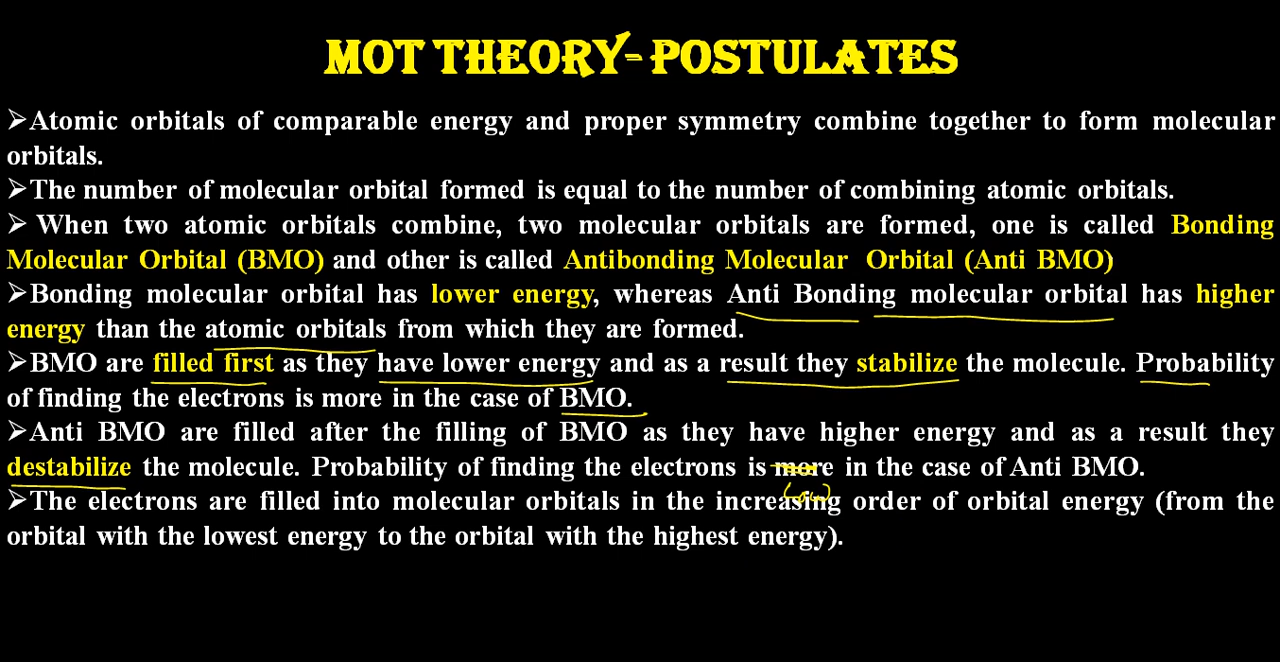 MOT THEORY- POSTULATES
➢Atomic orbitals of comparable energy and proper symmetry combine together to form molecular
orbitals.
➢The number of molecular orbital formed is equal to the number of combining atomic orbitals.
➢ When two atomic orbitals combine, two molecular orbitals are formed, one is called Bonding
Molecular Orbital (BMO) and other is called Antibonding Molecular Orbital (Anti BMO)
➢Bonding molecular orbital has lower energy, whereas Anti Bonding molecular orbital has higher
energy than the atomic orbitals from which they are formed.
➢BMO are filled first as they have lower energy and as a result they stabilize the molecule. Probability
of finding the electrons is more in the case of BMO.
➢Anti BMO are filled after the filling of BMO as they have higher energy and as a result they
destabilize the molecule. Probability of finding the electrons is more in the case of Anti BMO.
(low)
➢The electrons are filled into molecular orbitals in the increasing order of orbital energy (from the
orbital with the lowest energy to the orbital with the highest energy).